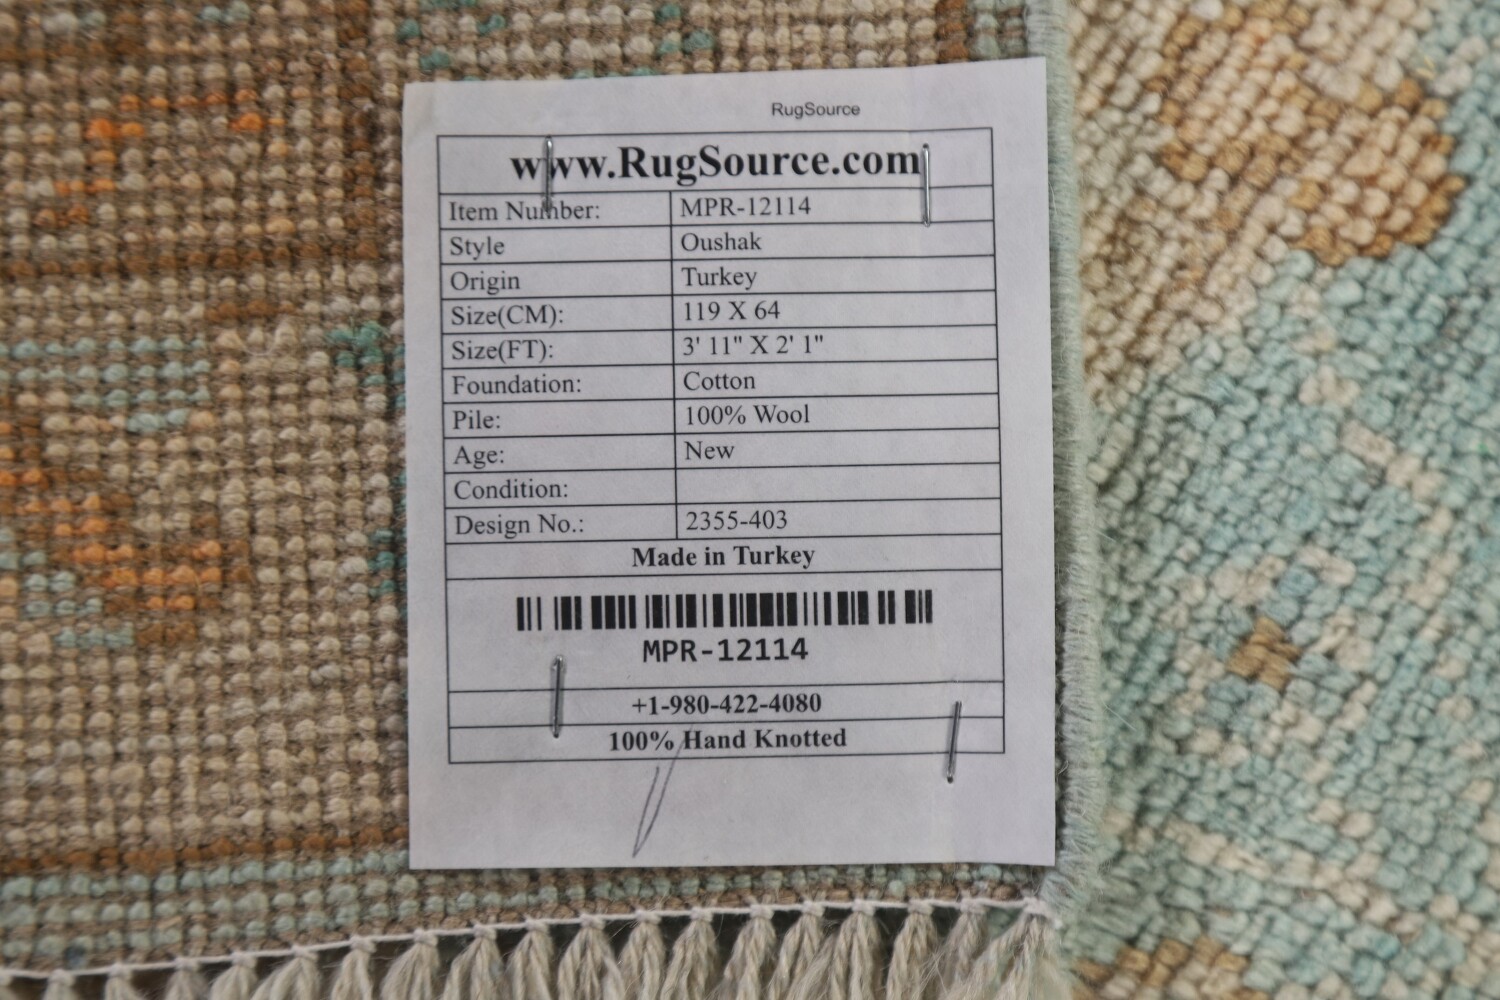 RugSource
www.RugSource.com
Item Number: MPR-12114
Style Oushak
Origin Turkey
Size(CM): 119 X 64
Size(FT): 3' 11" X 2' 1"
Foundation: Cotton
Pile: 100% Wool
Age: New
Condition:
Design No.: 2355-403
Made in Turkey
MPR-12114
+1-980-422-4080
100% Hand Knotted